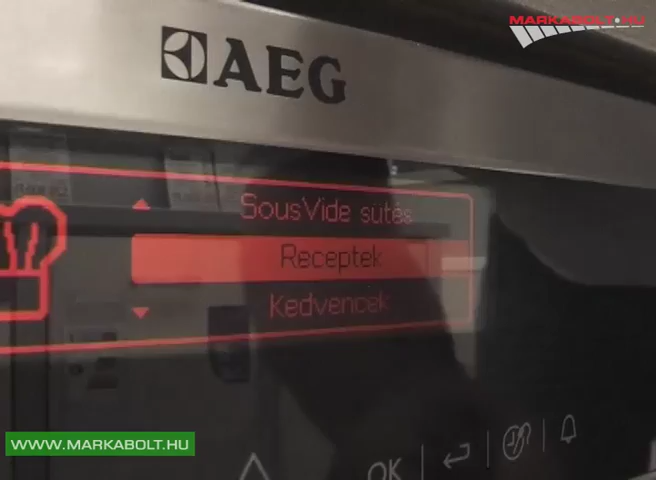 MARKABOLT.HU
AEG
SousVide sütés
Receptek
Kedvencek
OK
WWW.MARKABOLT.HU